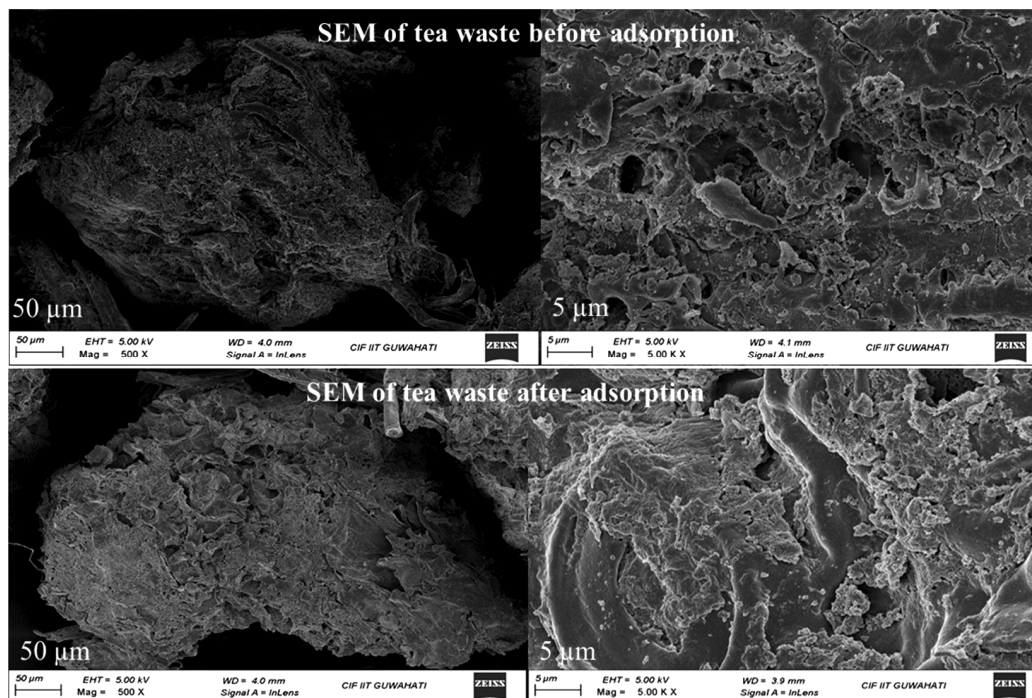 SEM of tea waste before adsorption
50 µm
5 µm
50 µm
EHT = 5.00 kV
WD = 4.0 mm
Mag = 500 X
Signal A = InLens
CIF IIT GUWAHATI
ZEISS
5 µm
EHT = 5.00 kV
WD = 4.1 mm
Mag = 5.00 K X
Signal A = InLens
CIF IIT GUWAHATI
ZEISS
SEM of tea waste after adsorption
50 µm
5 µm
50 µm
EHT = 5.00 kV
WD = 4.0 mm
Mag = 500 X
Signal A = InLens
CIF IIT GUWAHATI
ZEISS
5 µm
EHT = 5.00 kV
WD = 3.9 mm
Mag = 5.00 K X
Signal A = InLens
CIF IIT GUWAHATI
ZEISS